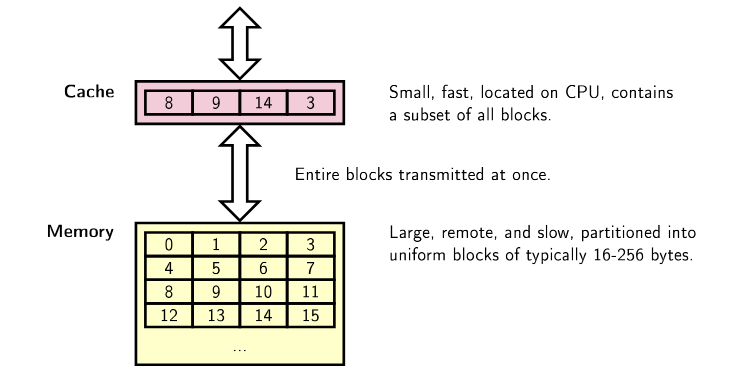 Cache
8 9 14 3
Small, fast, located on CPU, contains
a subset of all blocks.
Entire blocks transmitted at once.
Memory
0 1 2 3
4 5 6 7
8 9 10 11
12 13 14 15
...
Large, remote, and slow, partitioned into
uniform blocks of typically 16-256 bytes.